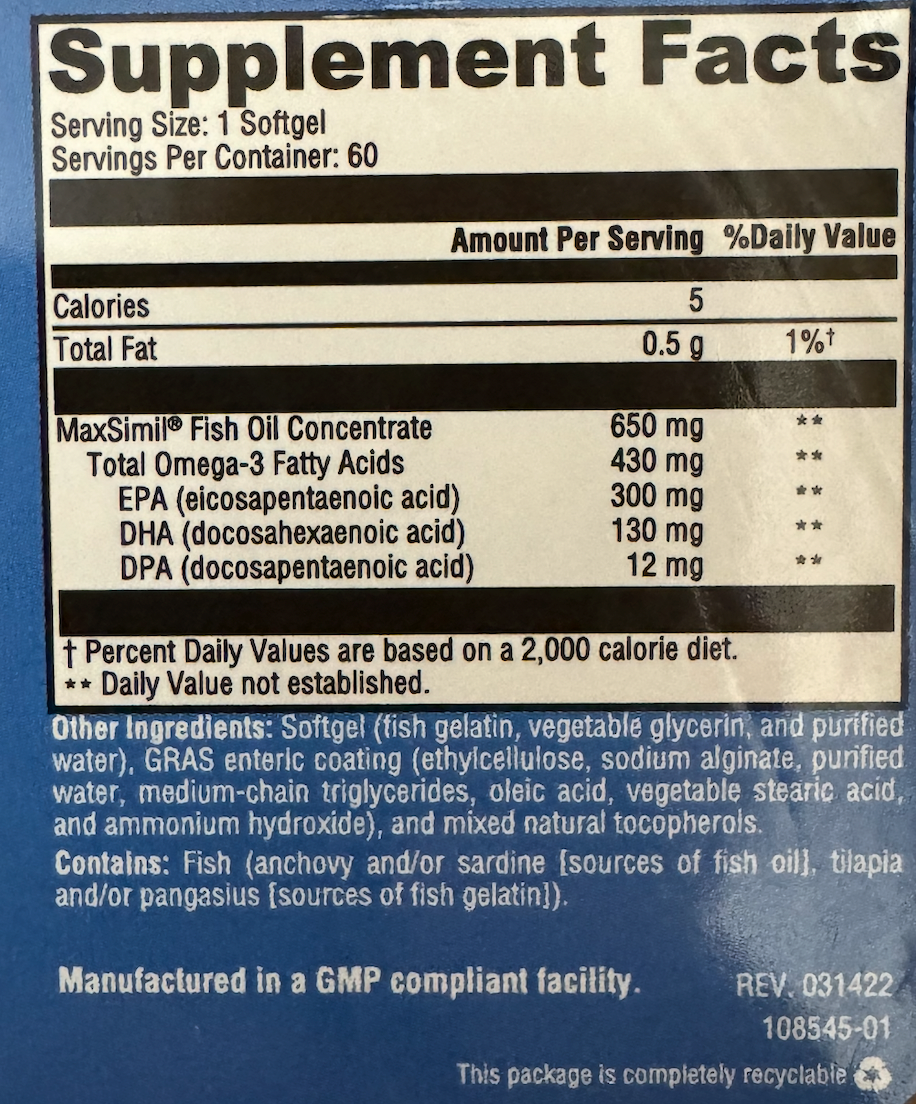 Supplement Facts
Serving Size: 1 Softgel
Servings Per Container: 60
Amount Per Serving %Daily Value
Calories 5
Total Fat 0.5 g 1%†
MaxSimil® Fish Oil Concentrate 650 mg **
Total Omega-3 Fatty Acids 430 mg **
EPA (eicosapentaenoic acid) 300 mg **
DHA (docosahexaenoic acid) 130 mg **
DPA (docosapentaenoic acid) 12 mg **
† Percent Daily Values are based on a 2,000 calorie diet.
** Daily Value not established.
Other Ingredients: Softgel (fish gelatin, vegetable glycerin, and purified
water), GRAS enteric coating (ethylcellulose, sodium alginate, purified
water, medium-chain triglycerides, oleic acid, vegetable stearic acid,
and ammonium hydroxide), and mixed natural tocopherols.
Contains: Fish (anchovy and/or sardine [sources of fish oil], tilapia
and/or pangasius [sources of fish gelatin]).
Manufactured in a GMP compliant facility. REV. 031422
108545-01
This package is completely recyclable